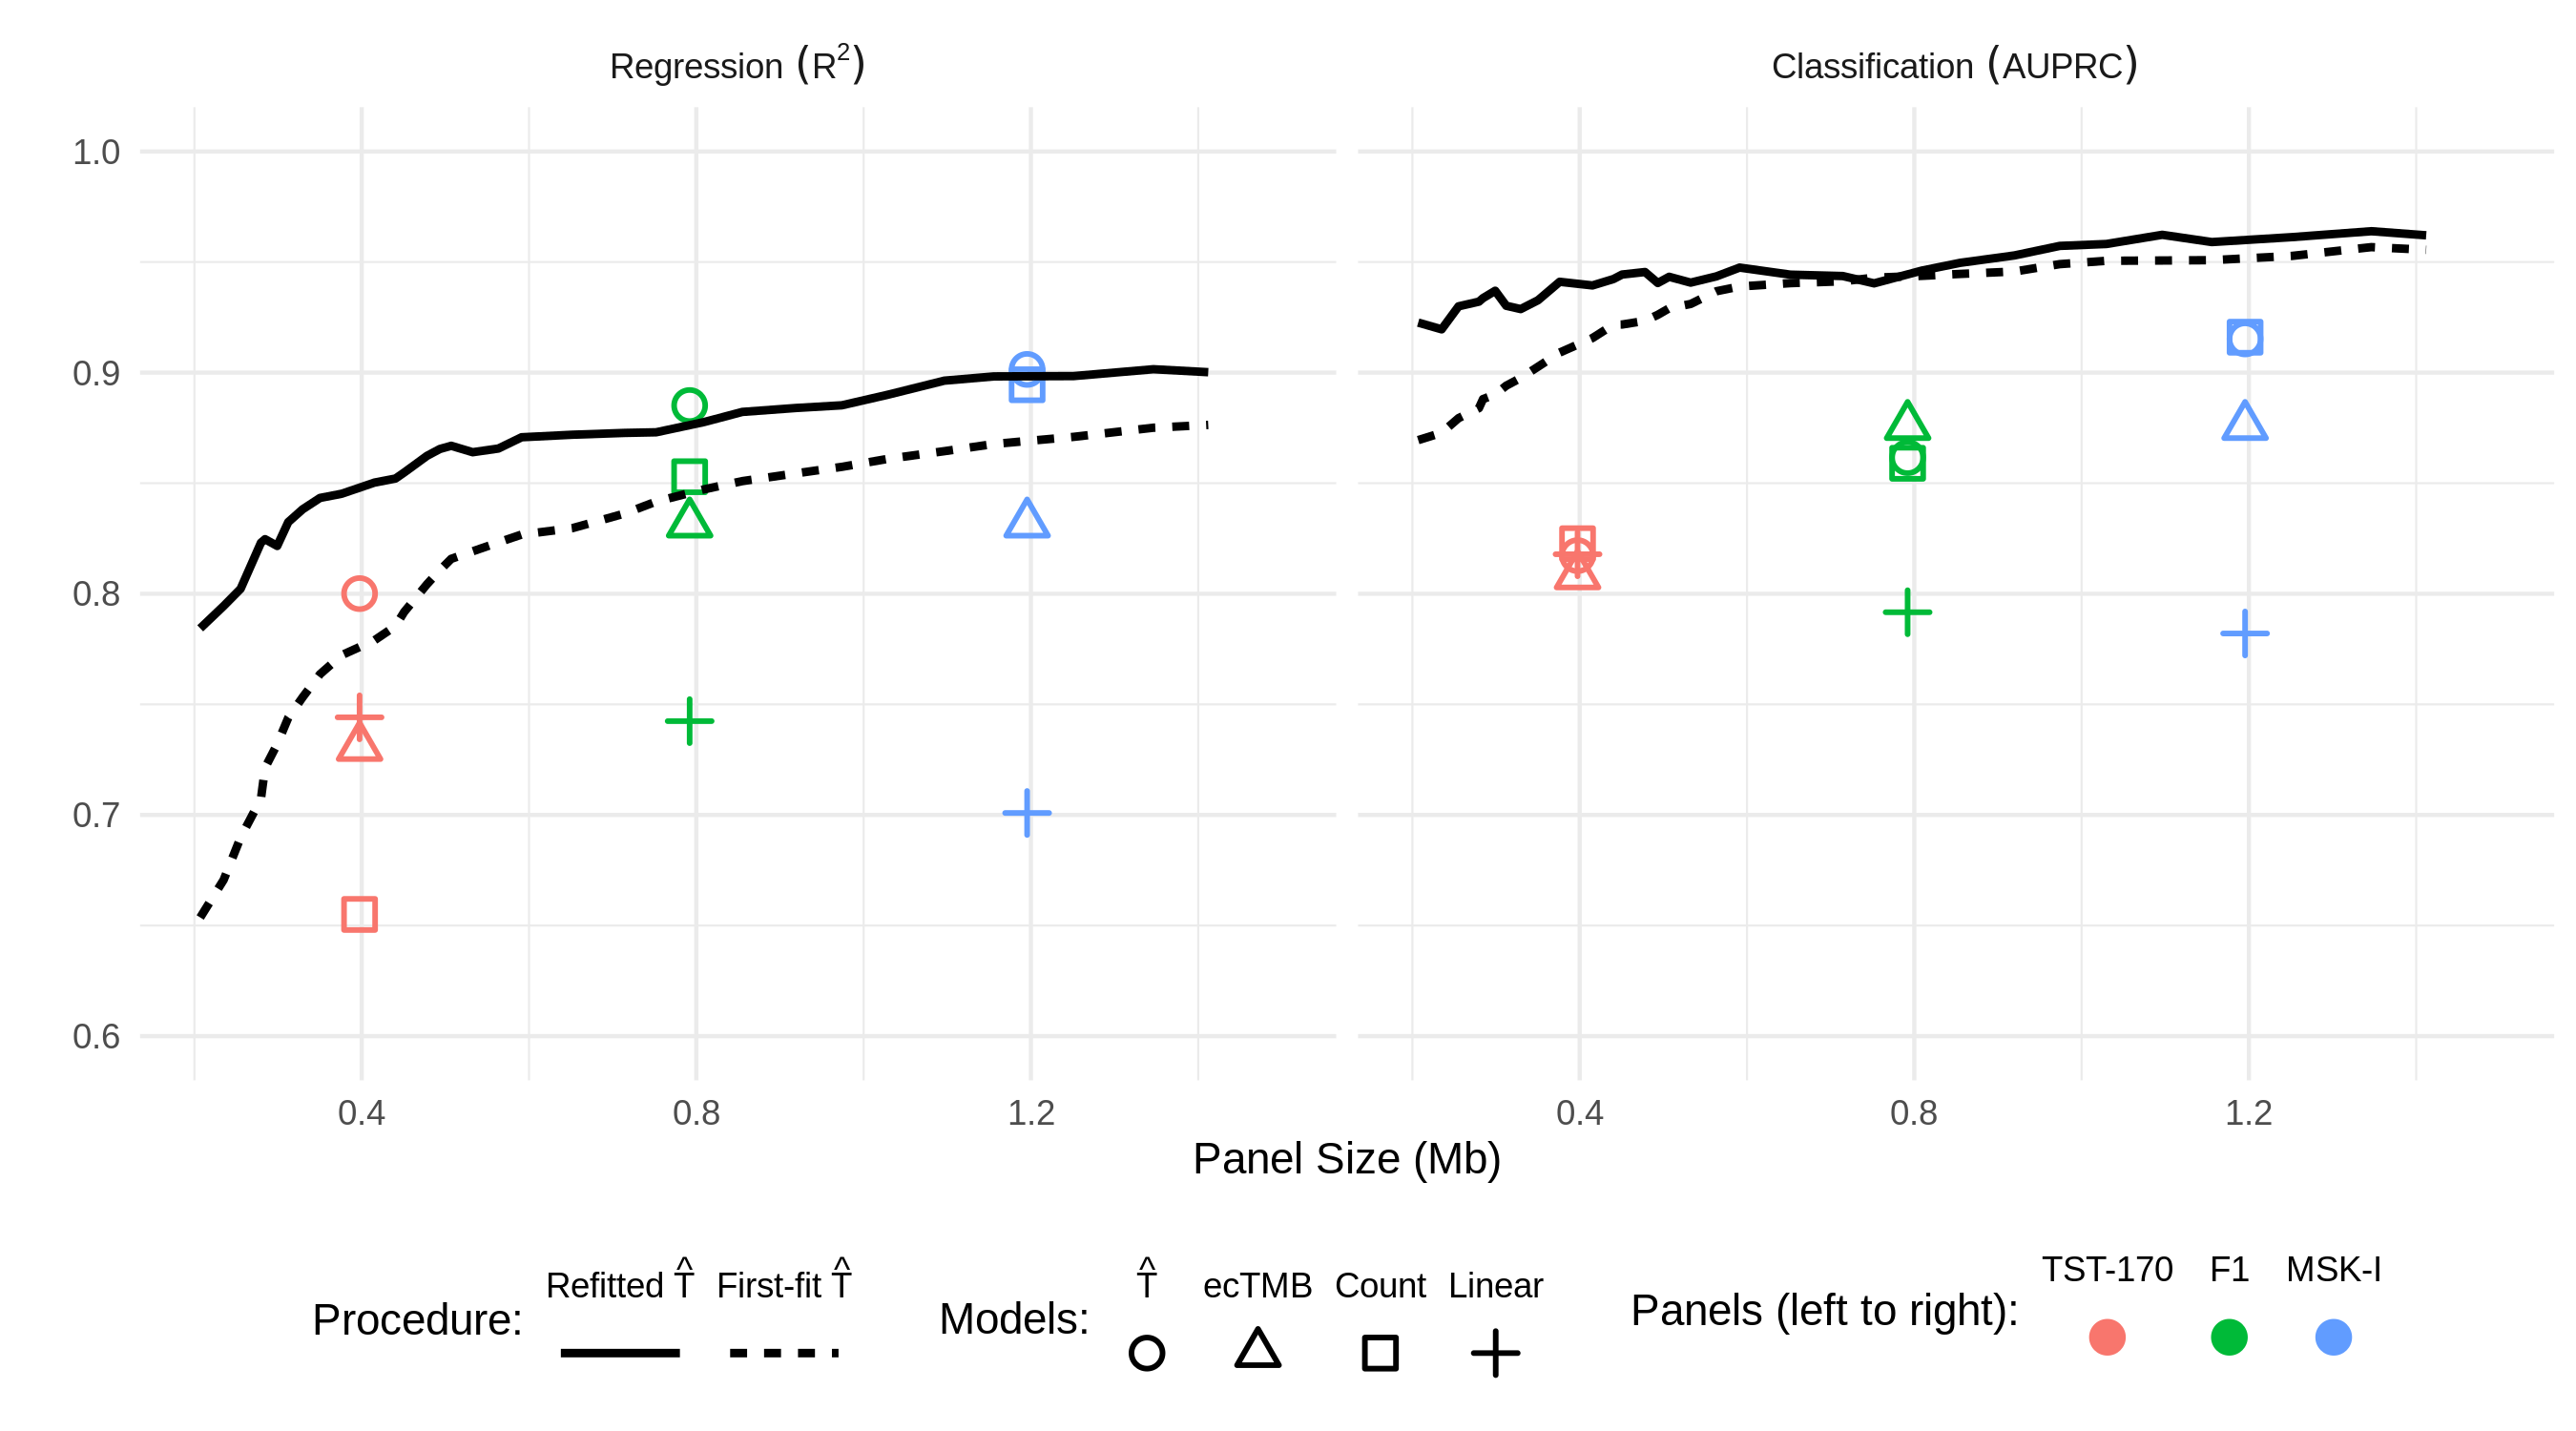 Regression (R²) Classification (AUPRC)
1.0
0.9
0.8
0.7
0.6
0.4 0.8 1.2 0.4 0.8 1.2
Panel Size (Mb)
Procedure: Refitted T̂ First-fit T̂
Models: T̂ ecTMB Count Linear
Panels (left to right): TST-170 F1 MSK-I